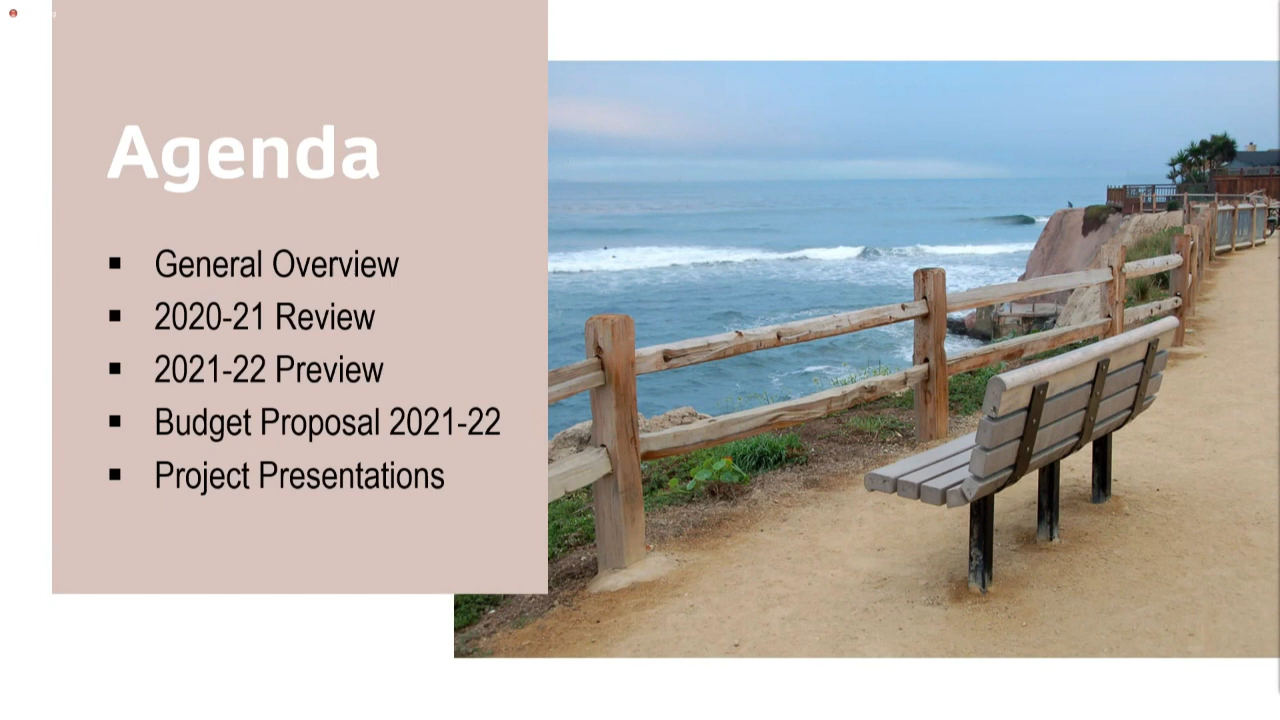 Agenda
General Overview
2020-21 Review
2021-22 Preview
Budget Proposal 2021-22
Project Presentations